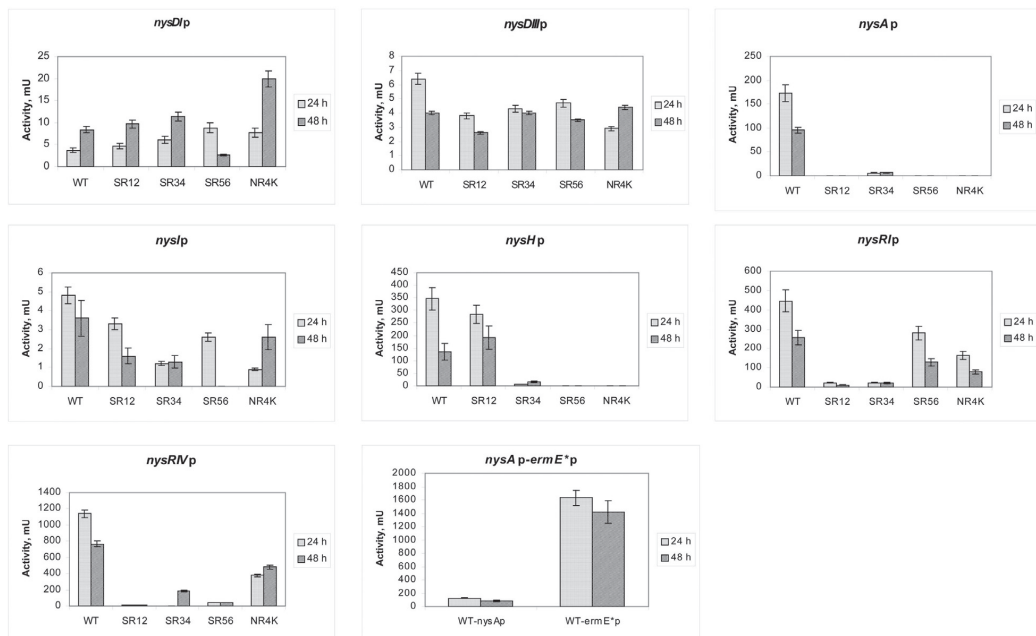 nysDIp
Activity, mU
25
20
15
10
5
0
WT SR12 SR34 SR56 NR4K
24 h
48 h
nysDIIIp
Activity, mU
8
7
6
5
4
3
2
1
0
WT SR12 SR34 SR56 NR4K
24 h
48 h
nysAp
Activity, mU
250
200
150
100
50
0
WT SR12 SR34 SR56 NR4K
24 h
48 h
nysIp
Activity, mU
6
5
4
3
2
1
0
WT SR12 SR34 SR56 NR4K
24 h
48 h
nysHp
Activity, mU
450
400
350
300
250
200
150
100
50
0
WT SR12 SR34 SR56 NR4K
24 h
48 h
nysRIp
Activity, mU
600
500
400
300
200
100
0
WT SR12 SR34 SR56 NR4K
24 h
48 h
nysRIVp
Activity, mU
1400
1200
1000
800
600
400
200
0
WT SR12 SR34 SR56 NR4K
24 h
48 h
nysAp-ermE*p
Activity, mU
2000
1800
1600
1400
1200
1000
800
600
400
200
0
WT-nysAp WT-ermE*p
24 h
48 h